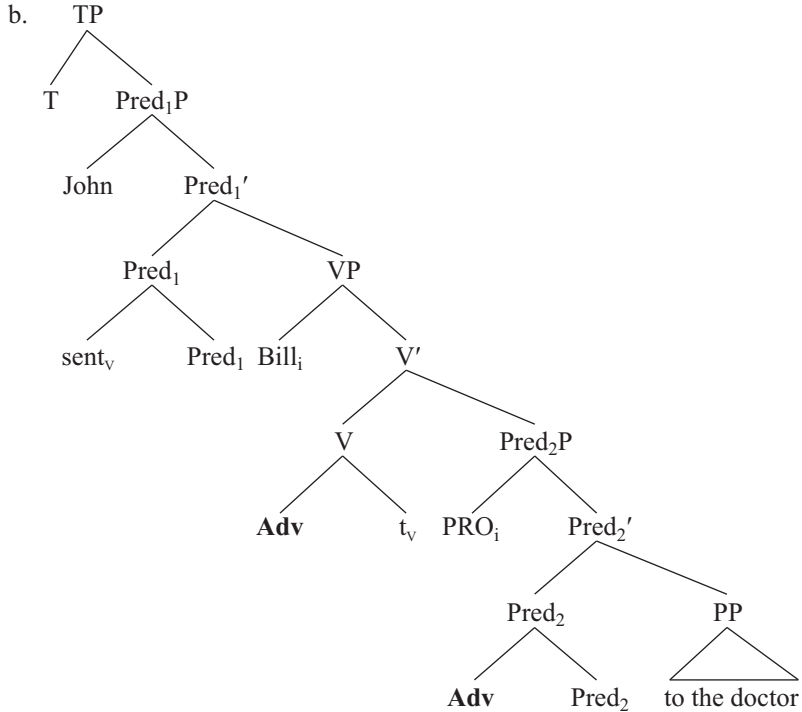 b. TP
T Pred₁P
John Pred₁′
Pred₁ VP
sentᵥ Pred₁ Billᵢ V′
V Pred₂P
Adv tᵥ PROᵢ Pred₂′
Pred₂ PP
Adv Pred₂ to the doctor